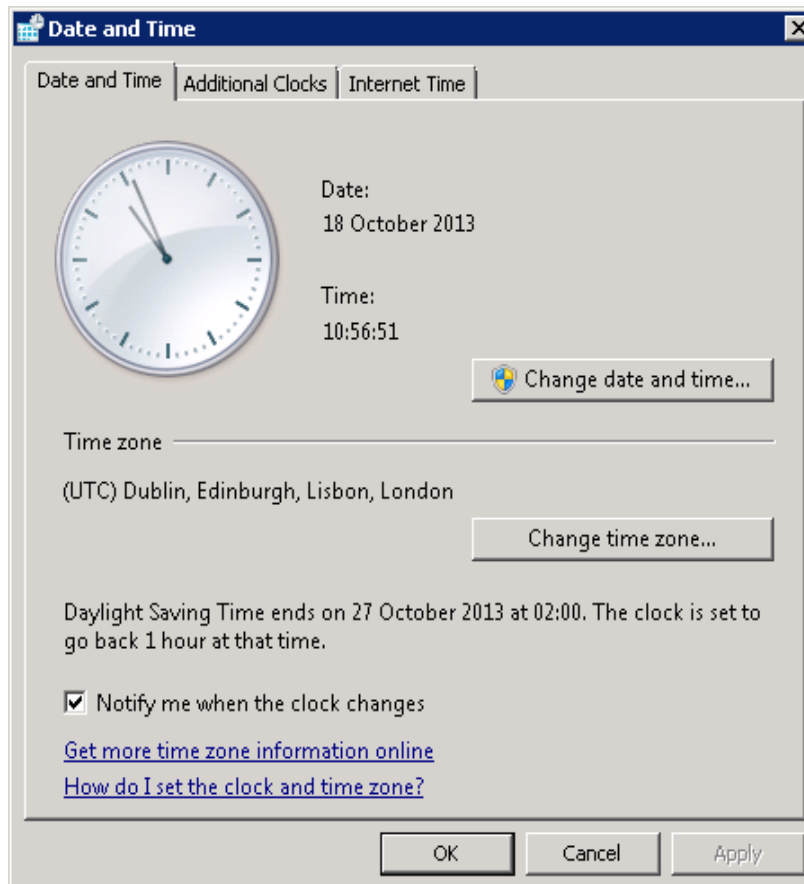 Date and Time
Date and Time
Additional Clocks
Internet Time
Date:
18 October 2013
Time:
10:56:51
Change date and time...
Time zone
(UTC) Dublin, Edinburgh, Lisbon, London
Change time zone...
Daylight Saving Time ends on 27 October 2013 at 02:00. The clock is set to
go back 1 hour at that time.
Notify me when the clock changes
Get more time zone information online
How do I set the clock and time zone?
OK
Cancel
Apply